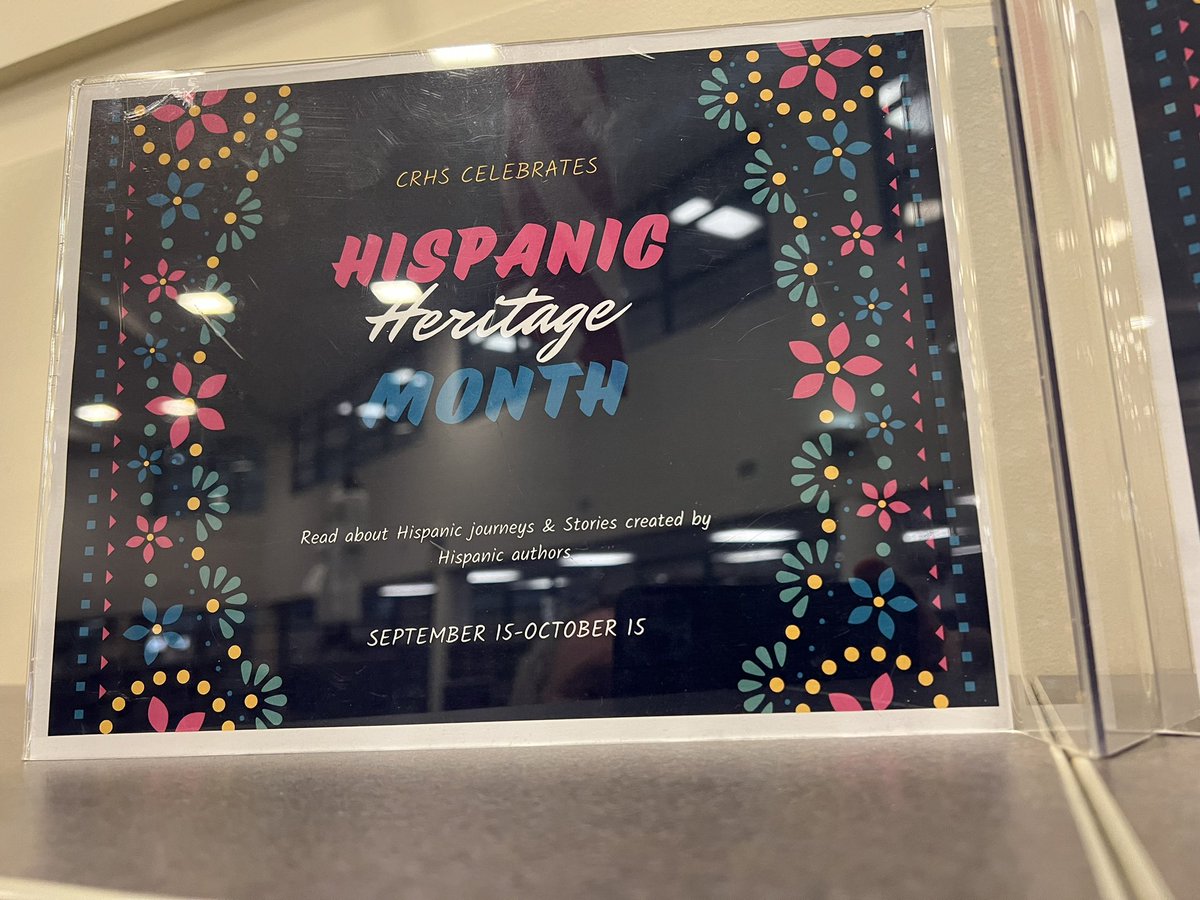 CRHS CELEBRATES
HISPANIC
Heritage
MONTH
Read about Hispanic journeys & Stories created by
Hispanic authors.
SEPTEMBER 15-OCTOBER 15